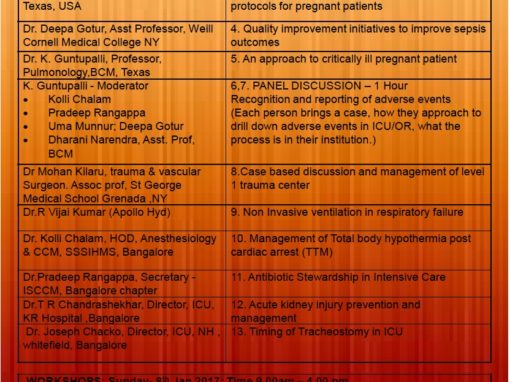 Texas, USA
protocols for pregnant patients
Dr. Deepa Gotur, Asst Professor, Weill
Cornell Medical College NY
4. Quality improvement initiatives to improve sepsis
outcomes
Dr. K. Guntupalli, Professor,
Pulmonology,BCM, Texas
5. An approach to critically ill pregnant patient
K. Guntupalli - Moderator
• Kolli Chalam
• Pradeep Rangappa
• Uma Munnur; Deepa Gotur
• Dharani Narendra, Asst. Prof,
BCM
6,7. PANEL DISCUSSION – 1 Hour
Recognition and reporting of adverse events
(Each person brings a case, how they approach to
drill down adverse events in ICU/OR, what the
process is in their institution.)
Dr Mohan Kilaru, trauma & vascular
Surgeon. Assoc prof, St George
Medical School Grenada ,NY
8.Case based discussion and management of level
1 trauma center
Dr.R Vijai Kumar (Apollo Hyd)
9. Non Invasive ventilation in respiratory failure
Dr. Kolli Chalam, HOD, Anesthesiology
& CCM, SSSIHMS, Bangalore
10. Management of Total body hypothermia post
cardiac arrest (TTM)
Dr.Pradeep Rangappa, Secretary -
ISCCM, Bangalore chapter
11. Antibiotic Stewardship in Intensive Care
Dr.T R Chandrashekhar, Director, ICU,
KR Hospital ,Bangalore
12. Acute kidney injury prevention and
management
Dr. Joseph Chacko, Director, ICU, NH ,
whitefield, Bangalore
13. Timing of Tracheostomy in ICU
WORKSHOPS: Sunday- 8th Jan 2017: Time 9.00am – 4.00 pm